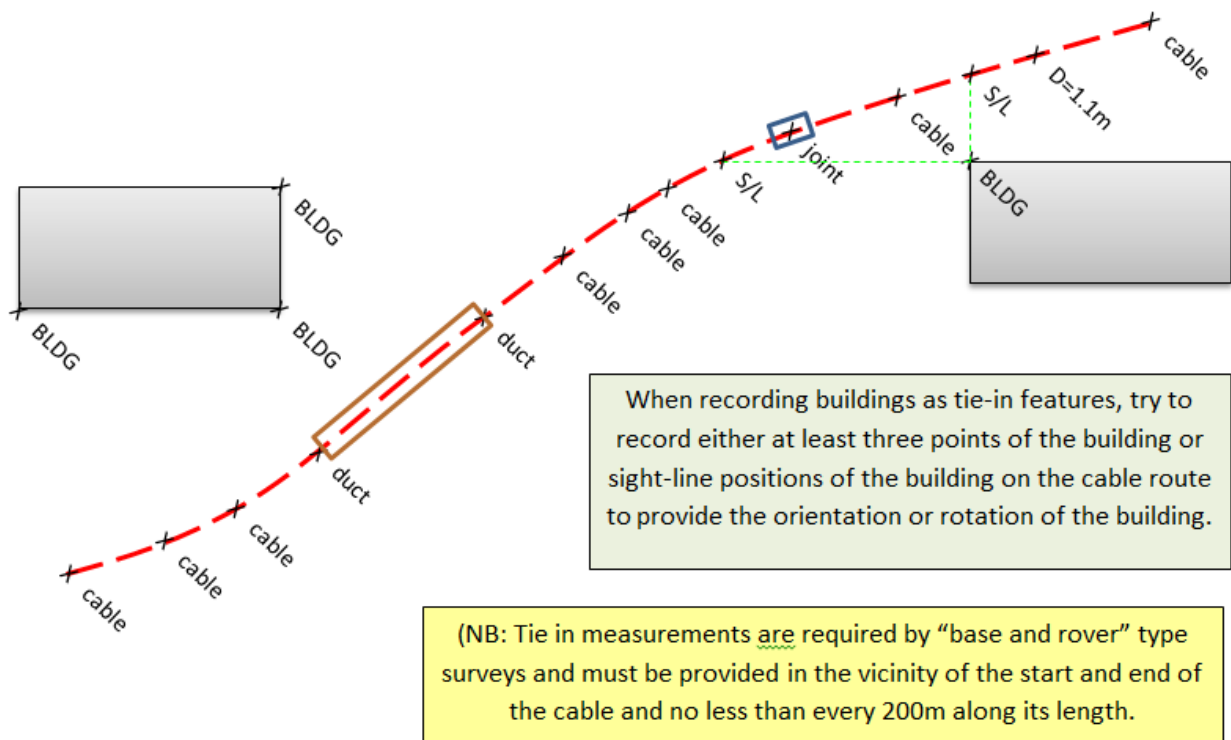 cable
S/L
D=1.1m
cable
joint
S/L
BLDG
BLDG
cable
cable
cable
BLDG
BLDG
duct
duct
cable
cable
cable
When recording buildings as tie-in features, try to
record either at least three points of the building or
sight-line positions of the building on the cable route
to provide the orientation or rotation of the building.
(NB: Tie in measurements are required by “base and rover” type
surveys and must be provided in the vicinity of the start and end of
the cable and no less than every 200m along its length.